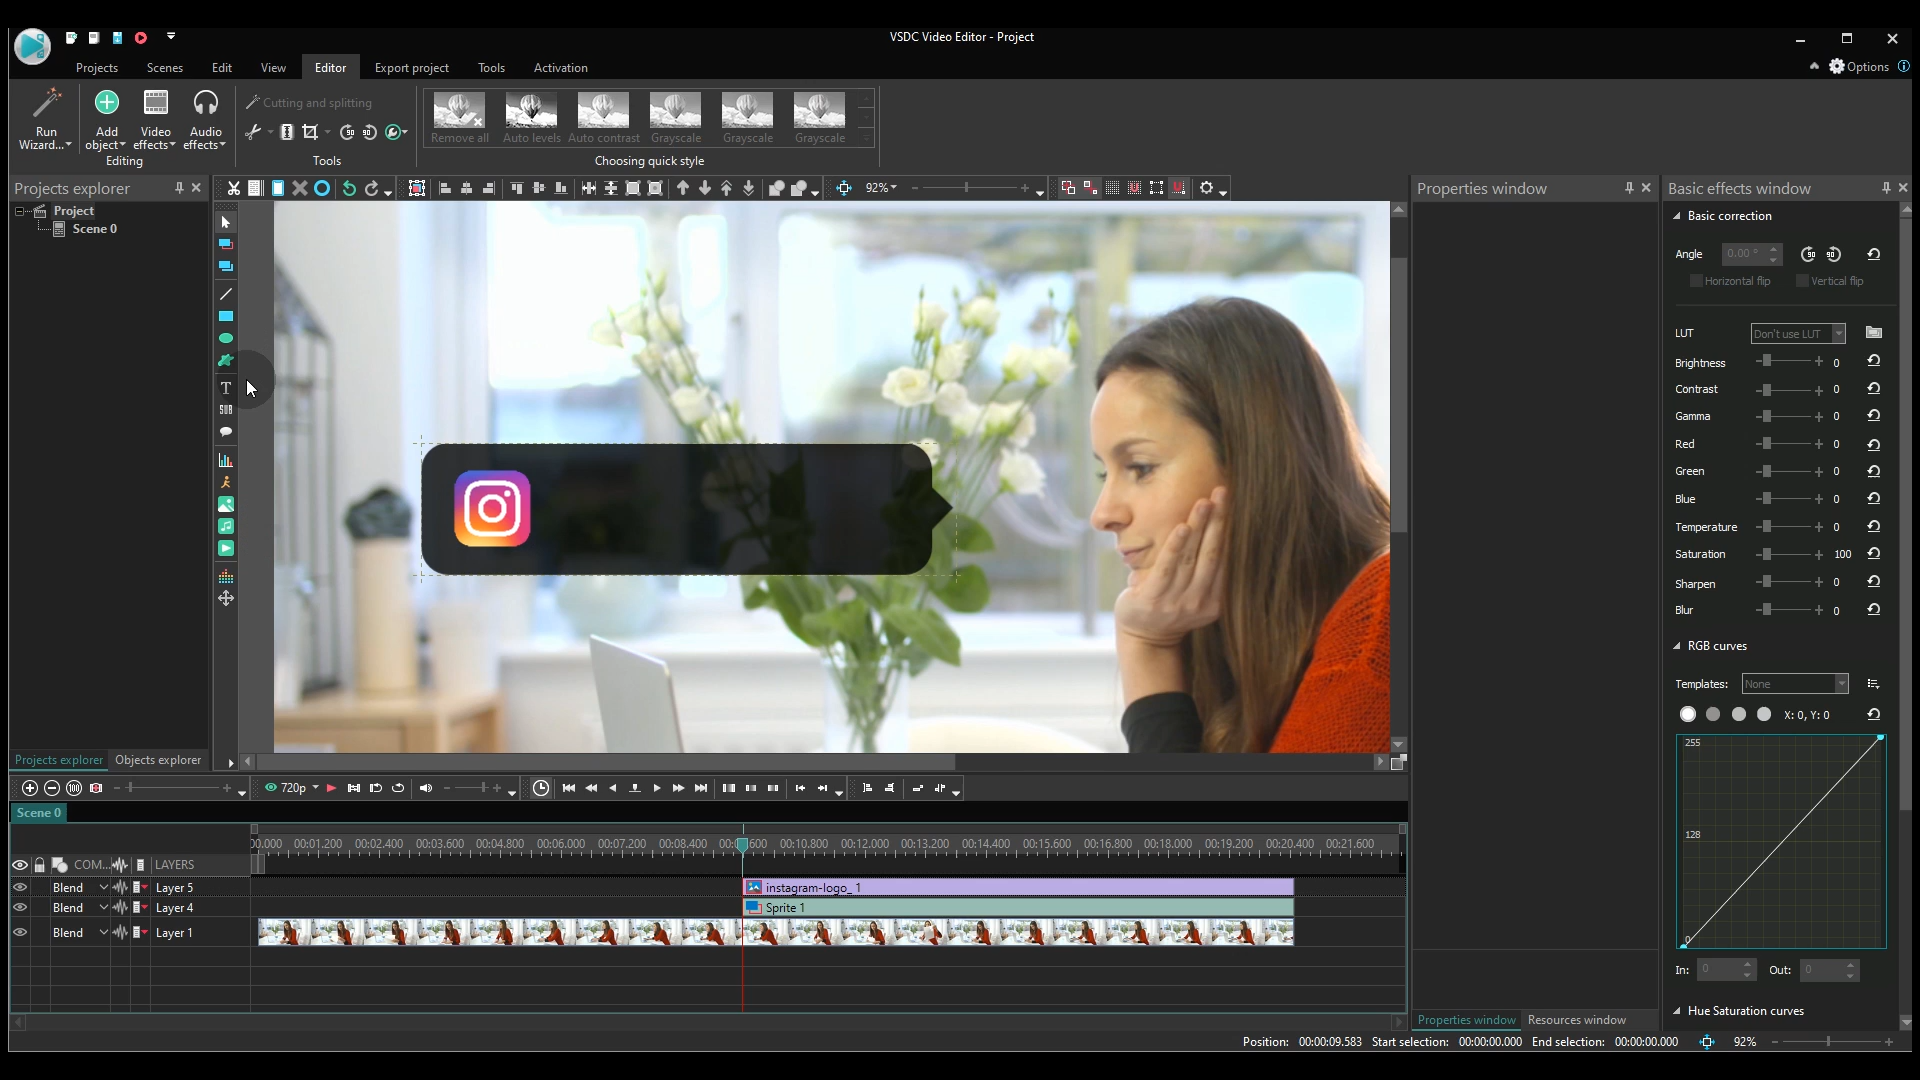 VSDC Video Editor - Project
Projects
Scenes
Edit
View
Editor
Export project
Tools
Activation
Options
Run
Wizard...
Add
object
Video
effects
Audio
effects
Editing
Cutting and splitting
Tools
Remove all
Auto levels
Auto contrast
Grayscale
Grayscale
Grayscale
Choosing quick style
Projects explorer
92%
Properties window
Basic effects window
Project
Scene 0
Basic correction
Angle
0.00 °
Horizontal flip
Vertical flip
LUT
Don't use LUT
Brightness
0
Contrast
0
Gamma
0
Red
0
Green
0
Blue
0
Temperature
0
Saturation
100
Sharpen
0
Blur
0
RGB curves
Templates:
None
X: 0, Y: 0
255
128
0
In:
0
Out:
0
Hue Saturation curves
Projects explorer
Objects explorer
720p
Scene 0
00:01.200
00:02.400
00:03.600
00:04.800
00:06.000
00:07.200
00:08.400
00:10.800
00:12.000
00:13.200
00:14.400
00:15.600
00:16.800
00:18.000
00:19.200
00:20.400
00:21.600
COM...
LAYERS
Blend
Layer 5
instagram-logo_ 1
Blend
Layer 4
Sprite 1
Blend
Layer 1
Properties window
Resources window
Position: 00:00:09.583 Start selection: 00:00:00.000 End selection: 00:00:00.000 92%